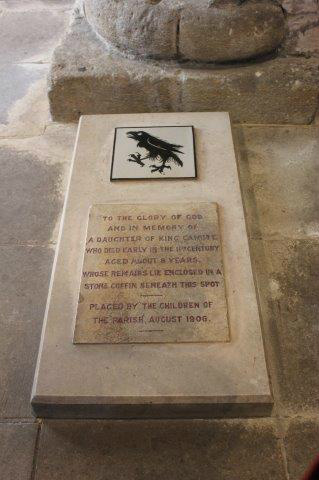 TO THE GLORY OF GOD
AND IN MEMORY OF
A DAUGHTER OF KING CANUTE,
WHO DIED EARLY IN THE 11TH CENTURY
AGED ABOUT 8 YEARS.
WHOSE REMAINS LIE ENCLOSED IN A
STONE COFFIN BENEATH THIS SPOT
PLACED BY THE CHILDREN OF
THE PARISH, AUGUST 1906.